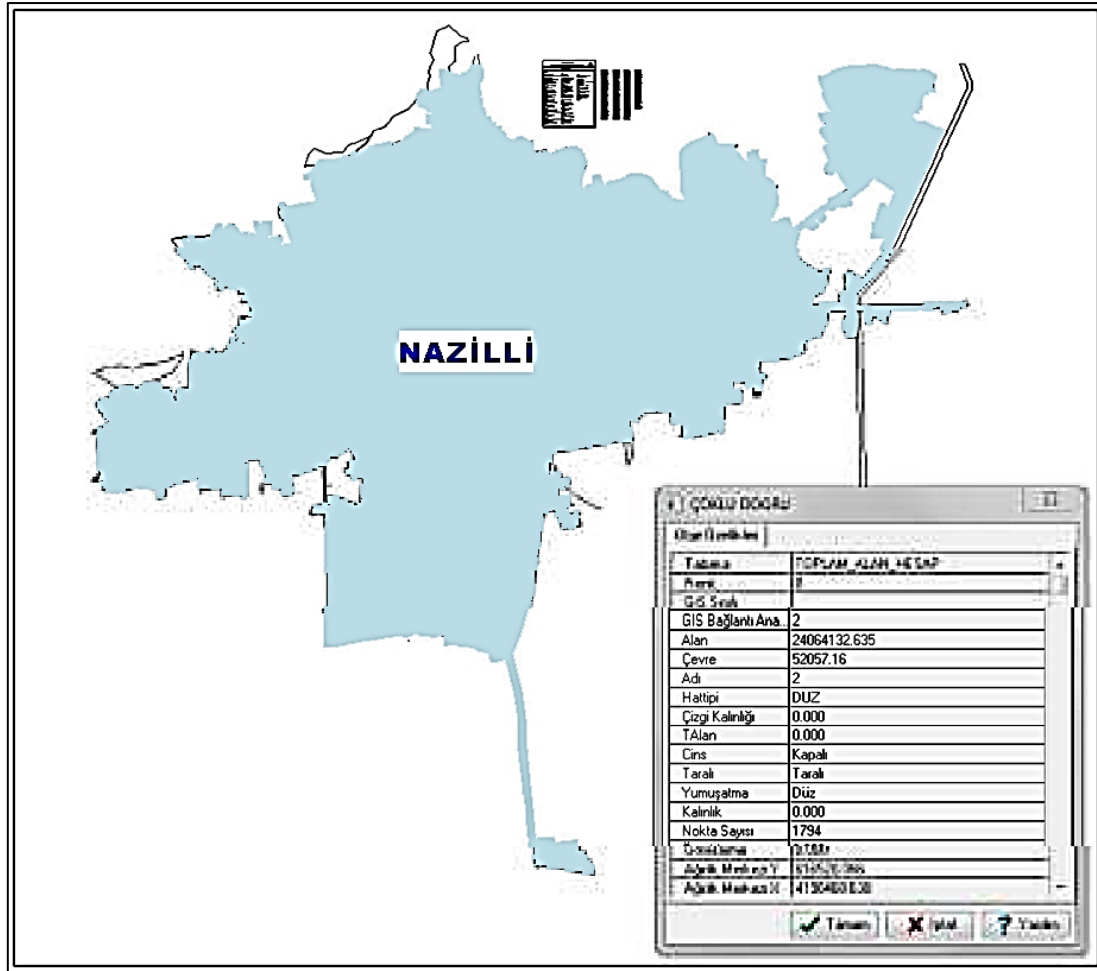 NAZİLLİ
ÇOKLU DOĞRU
Obje Özellikleri
Tabaka TOPLAM_ALAN_HESAP
Renk
GIS Sınıfı
GIS Bağlantı Ana.. 2
Alan 24064132.635
Çevre 52057.16
Adı 2
Hattipi DUZ
Çizgi Kalınlığı 0.000
TAlan 0.000
Cins Kapalı
Taralı Taralı
Yumuşatma Düz
Kalınlık 0.000
Nokta Sayısı 1794
Ağırlık Merkezi Y
Ağırlık Merkezi X
Tamam İptal Yardım